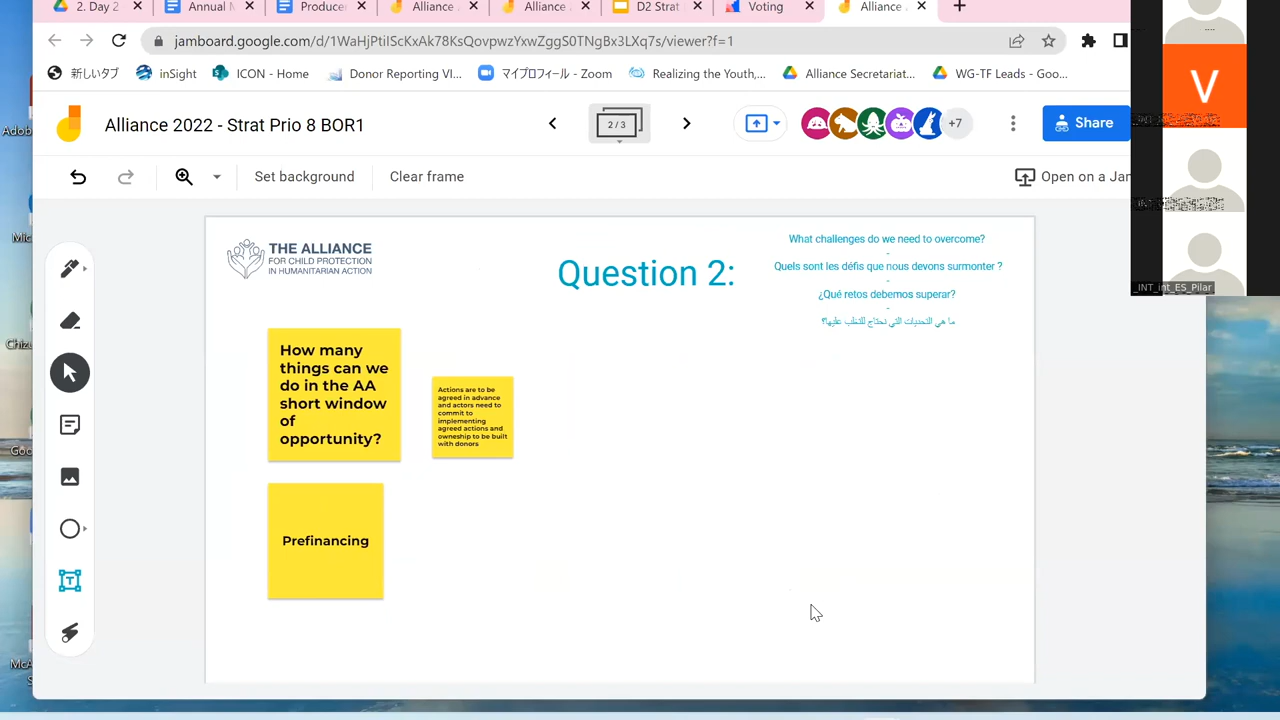 2. Day 2
Annual
Producer
Alliance
Alliance
D2 Strat
Voting
Alliance
jamboard.google.com/d/1WaHjPtiIScKxAk78KsQovpwaYxwZggS0TNgBx3LXq7s/viewer?f=1
新しいタブ
inSight
ICON - Home
Donor Reporting VI...
マイプロフィール - Zoom
Realizing the Youth,...
Alliance Secretariat...
WG-TF Leads - Goo...
Alliance 2022 - Strat Prio 8 BOR1
2 / 3
+7
Share
Set background
Clear frame
Open on a Jam
THE ALLIANCE
FOR CHILD PROTECTION
IN HUMANITARIAN ACTION
Question 2:
What challenges do we need to overcome?
-
Quels sont les défis que nous devons surmonter ?
-
¿Qué retos debemos superar?
-
ما هي التحديات التي نحتاج للتغلب عليها؟
How many
things can we
do in the AA
short window
of
opportunity?
Actions are to be
agreed in advance
and actors need to
commit to
implementing
agreed actions and
owneship to be built
with donors
Prefinancing
V
_INT_int_ES_Pilar